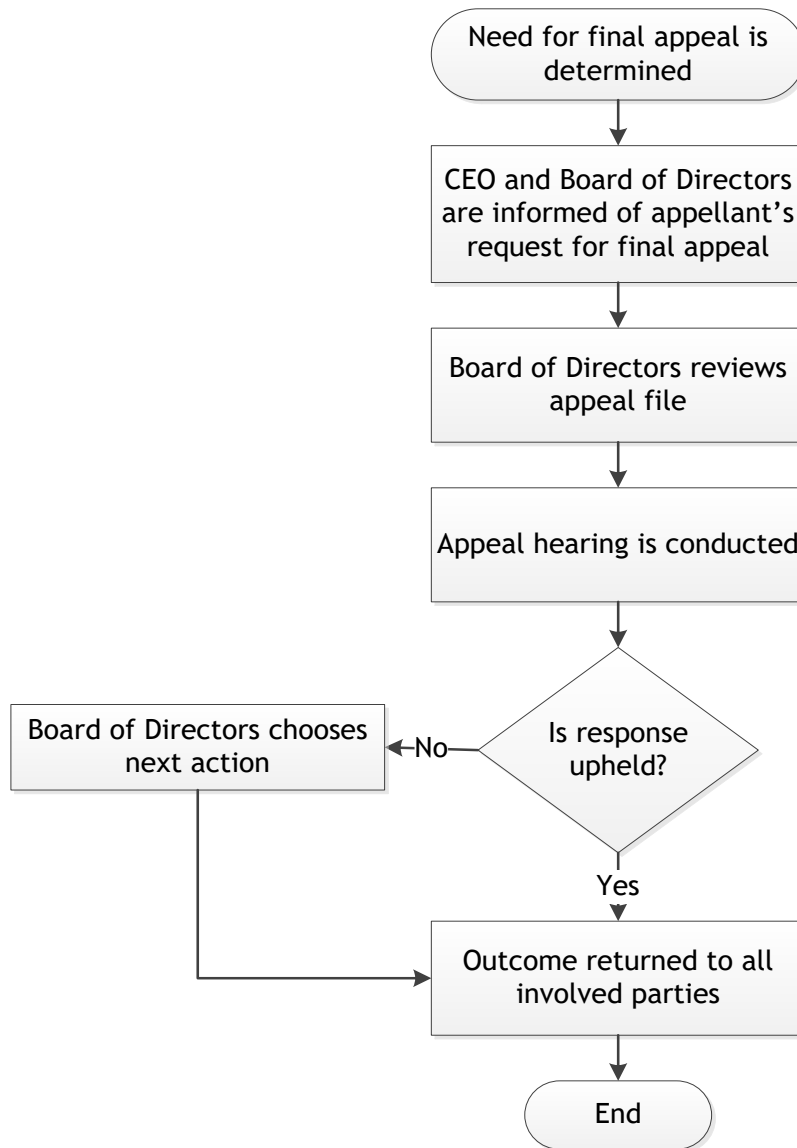 Need for final appeal is
determined
CEO and Board of Directors
are informed of appellant’s
request for final appeal
Board of Directors reviews
appeal file
Appeal hearing is conducted
Is response
upheld?
No
Board of Directors chooses
next action
Yes
Outcome returned to all
involved parties
End